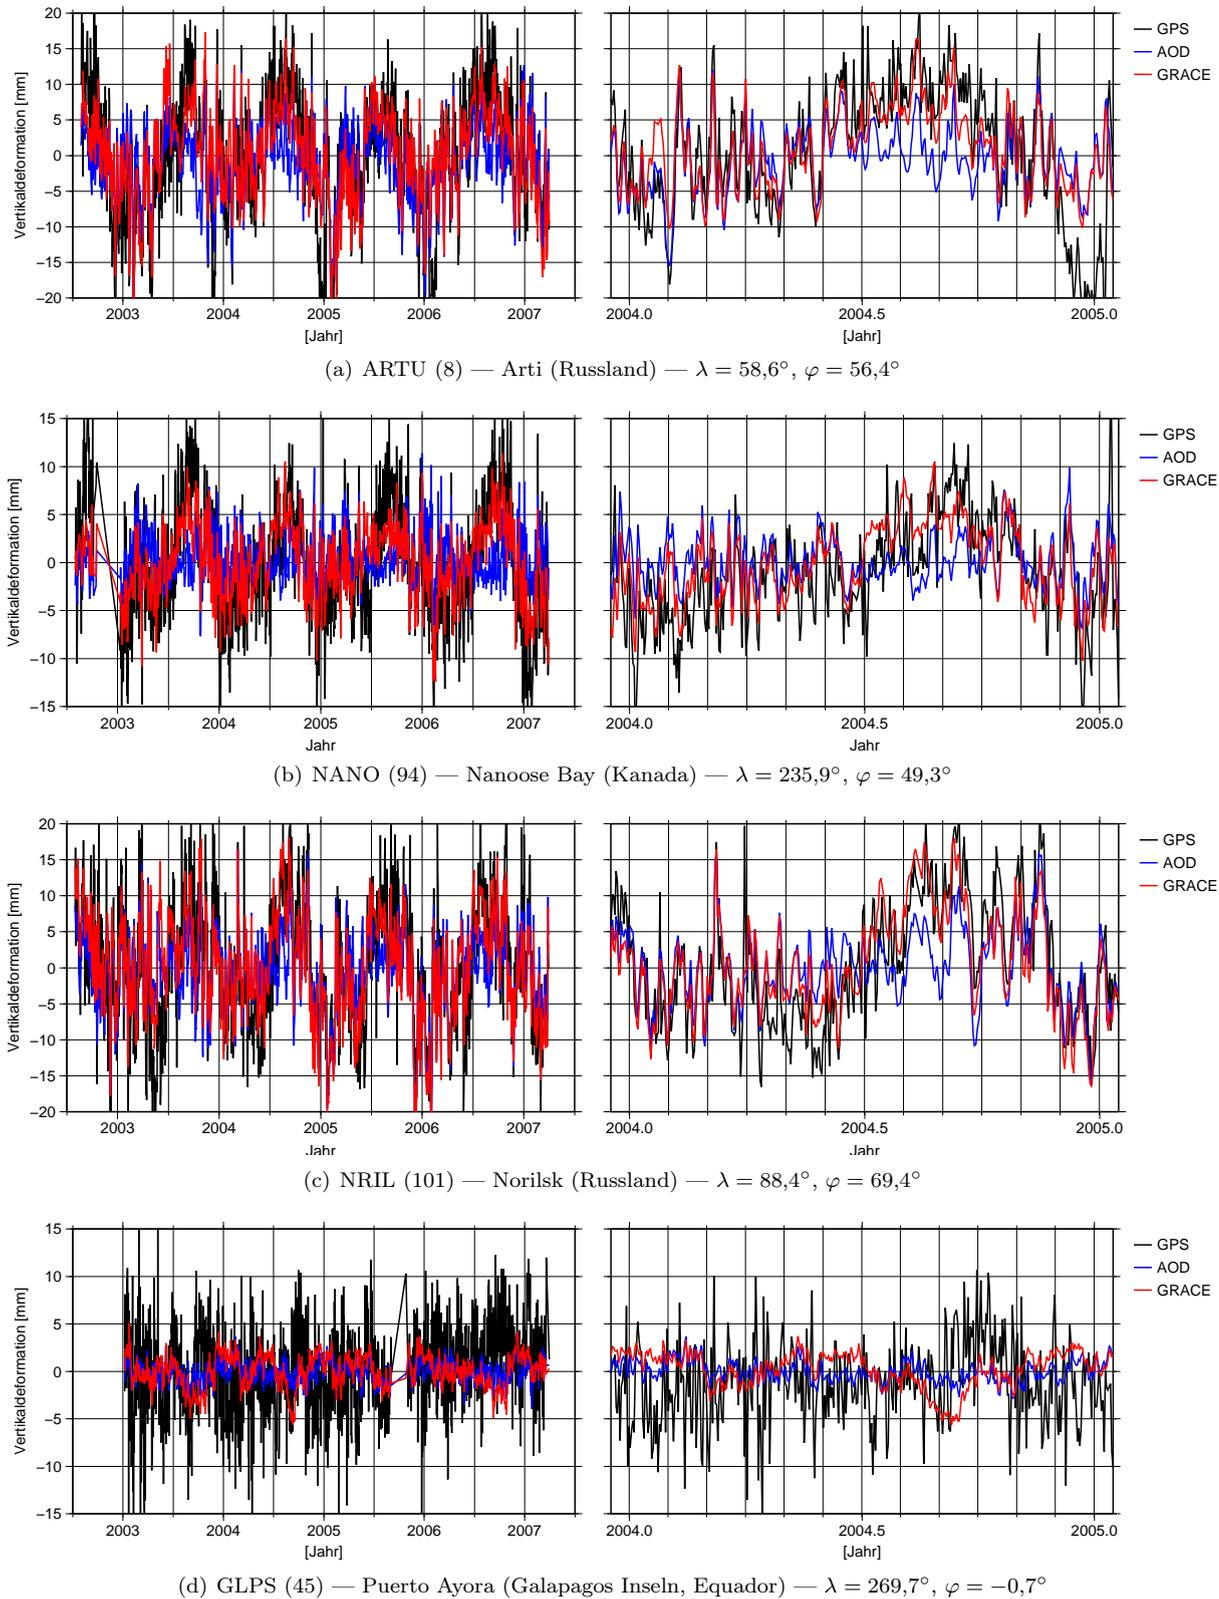 20
15
10
5
0
−5
−10
−15
−20
Vertikaldeformation [mm]
2003 2004 2005 2006 2007
[Jahr]
2004.0 2004.5 2005.0
[Jahr]
GPS
AOD
GRACE
(a) ARTU (8) — Arti (Russland) — λ = 58,6°, φ = 56,4°
15
10
5
0
−5
−10
−15
Vertikaldeformation [mm]
2003 2004 2005 2006 2007
Jahr
2004.0 2004.5 2005.0
Jahr
GPS
AOD
GRACE
(b) NANO (94) — Nanoose Bay (Kanada) — λ = 235,9°, φ = 49,3°
20
15
10
5
0
−5
−10
−15
−20
Vertikaldeformation [mm]
2003 2004 2005 2006 2007
Jahr
2004.0 2004.5 2005.0
Jahr
GPS
AOD
GRACE
(c) NRIL (101) — Norilsk (Russland) — λ = 88,4°, φ = 69,4°
15
10
5
0
−5
−10
−15
Vertikaldeformation [mm]
2003 2004 2005 2006 2007
[Jahr]
2004.0 2004.5 2005.0
[Jahr]
GPS
AOD
GRACE
(d) GLPS (45) — Puerto Ayora (Galapagos Inseln, Equador) — λ = 269,7°, φ = −0,7°